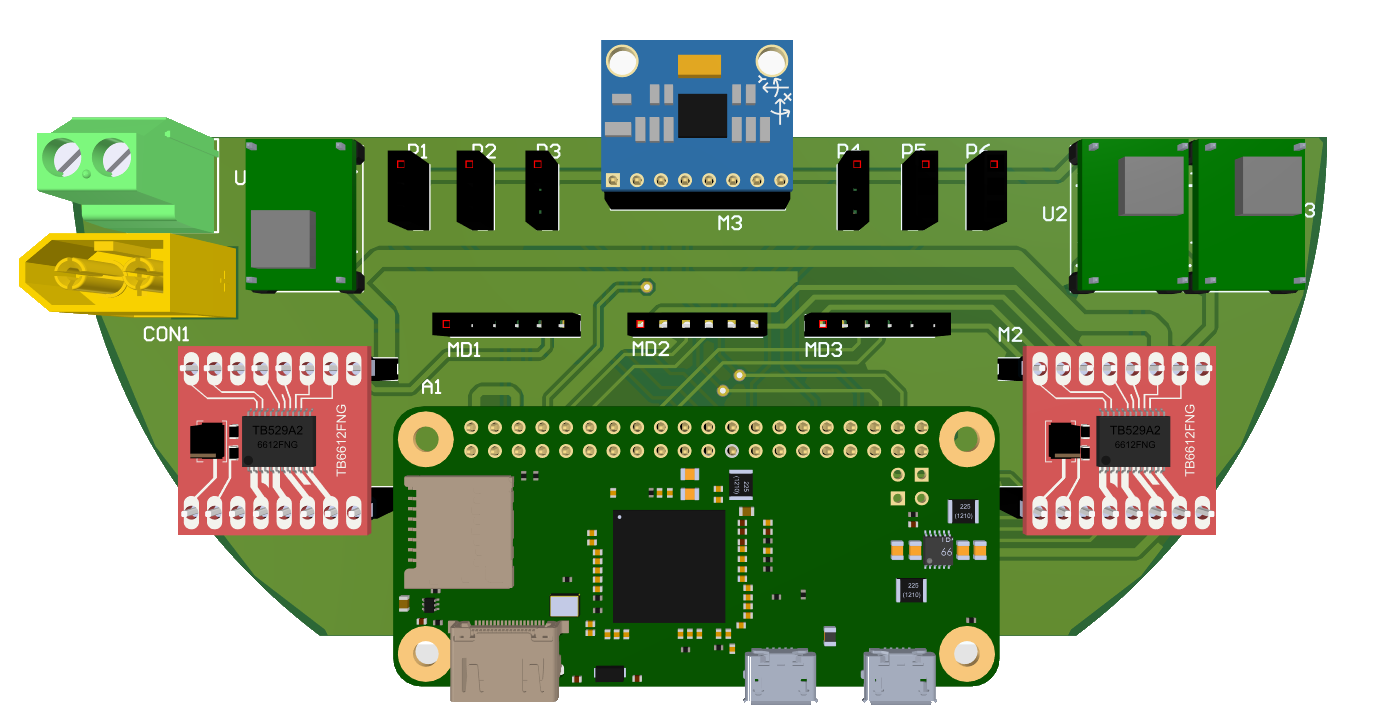 Y
X
P1
P2
P3
P4
P5
P6
U
M3
U2
3
CON1
MD1
MD2
MD3
M2
A1
TB529A2
6612FNG
TB6612FNG
TB529A2
6612FNG
TB6612FNG
225
(1210)
225
(1210)
66
225
(1210)